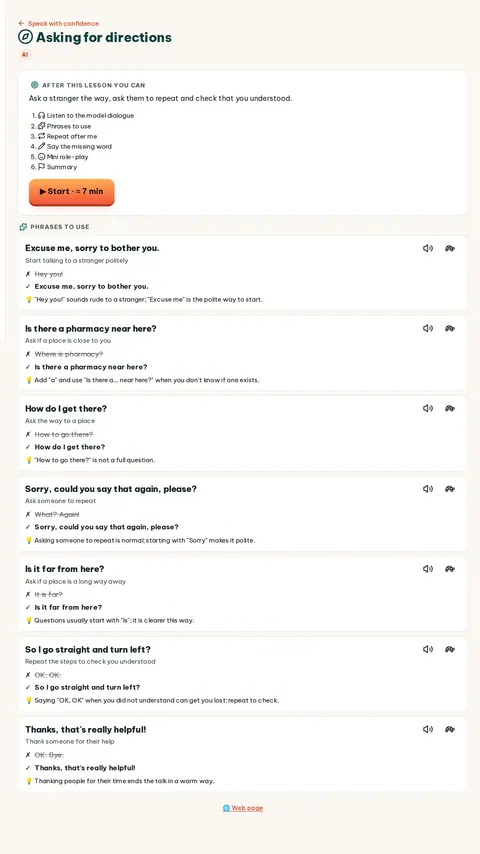 ← Speak with confidence
Asking for directions
A1
AFTER THIS LESSON YOU CAN
Ask a stranger the way, ask them to repeat and check that you understood.
1. Listen to the model dialogue
2. Phrases to use
3. Repeat after me
4. Say the missing word
5. Mini role-play
6. Summary
▶ Start · ≈ 7 min
PHRASES TO USE
Excuse me, sorry to bother you.
Start talking to a stranger politely
✗ Hey you!
✓ Excuse me, sorry to bother you.
💡 "Hey you!" sounds rude to a stranger; "Excuse me" is the polite way to start.
Is there a pharmacy near here?
Ask if a place is close to you
✗ Where is pharmacy?
✓ Is there a pharmacy near here?
💡 Add "a" and use "Is there a... near here?" when you don't know if one exists.
How do I get there?
Ask the way to a place
✗ How to go there?
✓ How do I get there?
💡 "How to go there?" is not a full question.
Sorry, could you say that again, please?
Ask someone to repeat
✗ What? Again!
✓ Sorry, could you say that again, please?
💡 Asking someone to repeat is normal; starting with "Sorry" makes it polite.
Is it far from here?
Ask if a place is a long way away
✗ It is far?
✓ Is it far from here?
💡 Questions usually start with "Is"; it is clearer this way.
So I go straight and turn left?
Repeat the steps to check you understood
✗ OK, OK.
✓ So I go straight and turn left?
💡 Saying "OK, OK" when you did not understand can get you lost; repeat to check.
Thanks, that's really helpful!
Thank someone for their help
✗ OK. Bye.
✓ Thanks, that's really helpful!
💡 Thanking people for their time ends the talk in a warm way.
🌐 Web page